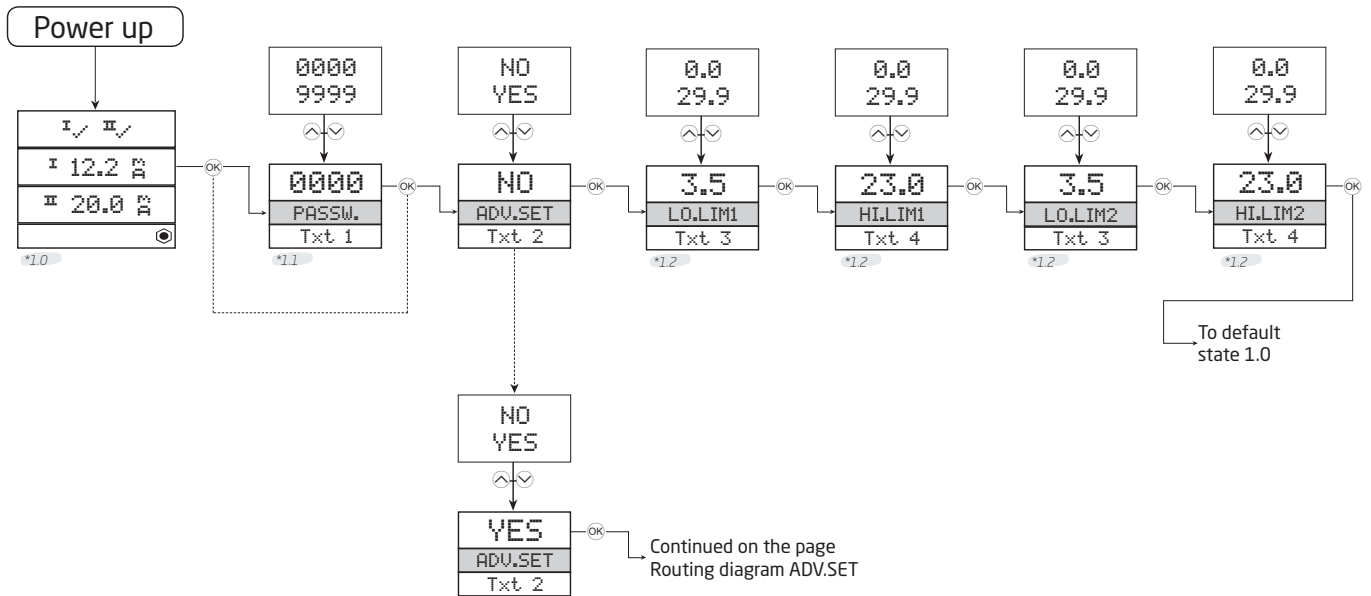 Power up
I✓ II✓
I 12.2 mA
II 20.0 mA
*1.0
OK
0000
9999
0000
PASSW.
Txt 1
*1.1
OK
NO
YES
NO
ADV.SET
Txt 2
OK
0.0
29.9
3.5
LO.LIM1
Txt 3
*1.2
OK
0.0
29.9
23.0
HI.LIM1
Txt 4
*1.2
OK
0.0
29.9
3.5
LO.LIM2
Txt 3
*1.2
OK
0.0
29.9
23.0
HI.LIM2
Txt 4
*1.2
OK
To default
state 1.0
NO
YES
YES
ADV.SET
Txt 2
OK
Continued on the page
Routing diagram ADV.SET